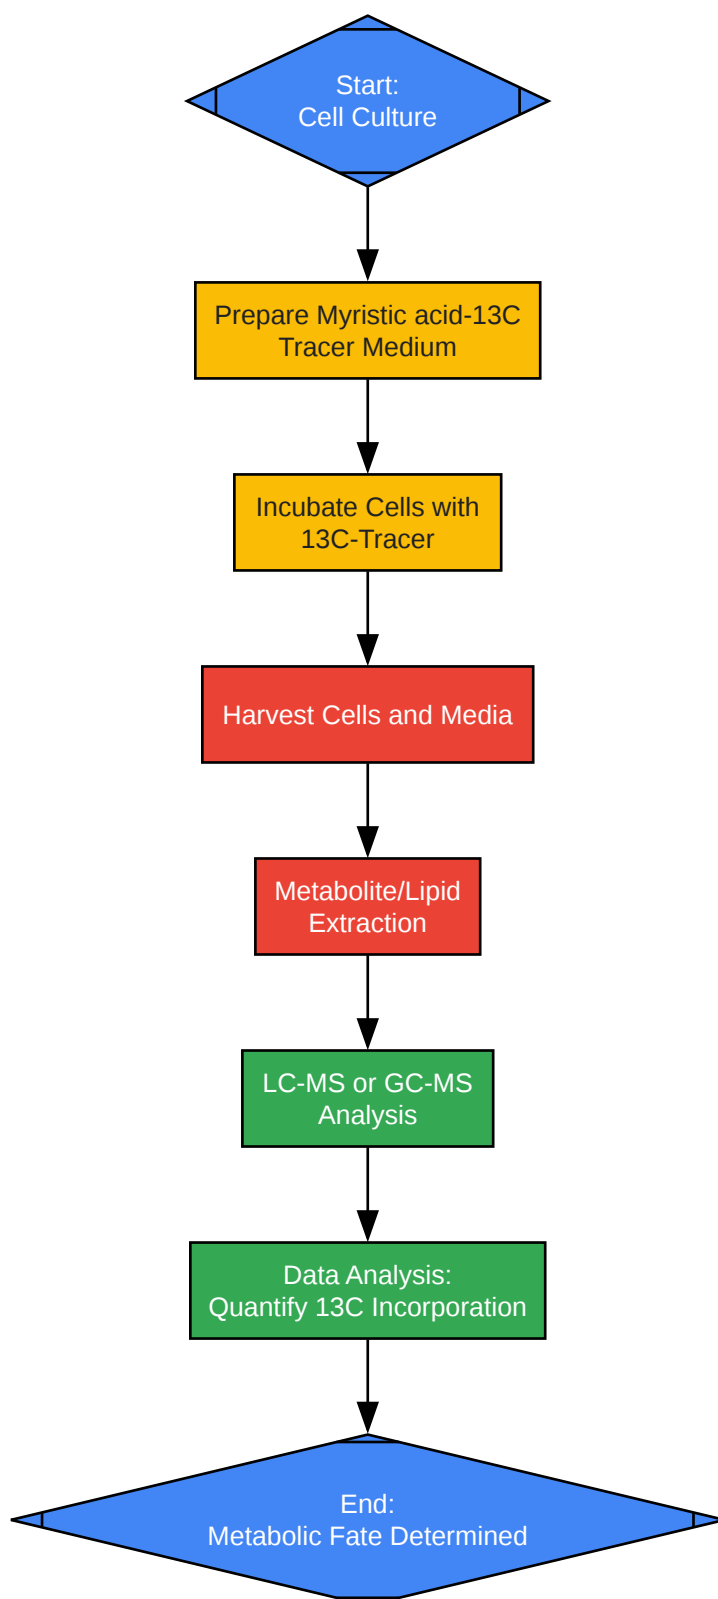 Start:
Cell Culture
Prepare Myristic acid-13C
Tracer Medium
Incubate Cells with
13C-Tracer
Harvest Cells and Media
Metabolite/Lipid
Extraction
LC-MS or GC-MS
Analysis
Data Analysis:
Quantify 13C Incorporation
End:
Metabolic Fate Determined